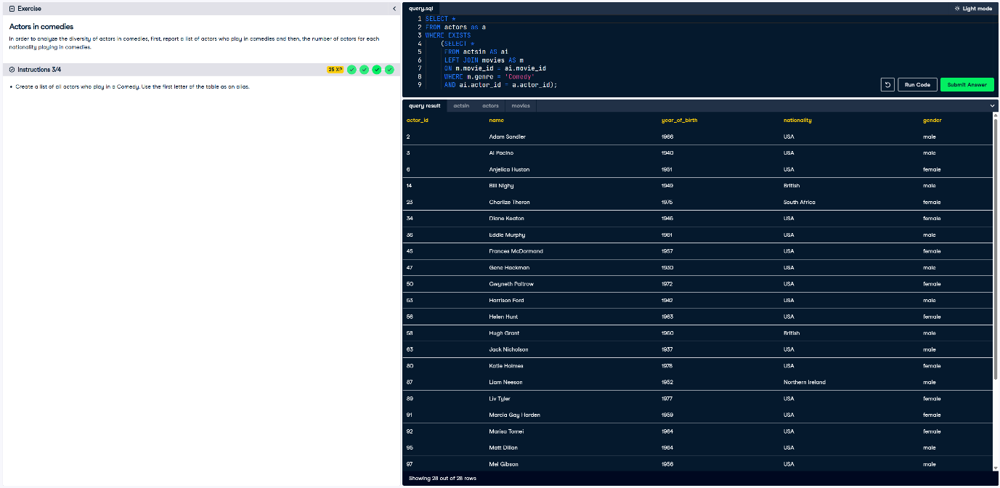 Exercise
Actors in comedies
In order to analyze the diversity of actors in comedies, first, report a list of actors who play in comedies and then, the number of actors for each
nationality playing in comedies.
Instructions 3/4
25 XP
Create a list of all actors who play in a Comedy. Use the first letter of the table as an alias.
query.sql
Light mode
1 SELECT *
2 FROM actors as a
3 WHERE EXISTS
4 (SELECT *
5 FROM actsin AS ai
6 LEFT JOIN movies AS m
7 ON m.movie_id = ai.movie_id
8 WHERE m.genre = 'Comedy'
9 AND ai.actor_id = a.actor_id);
Run Code
Submit Answer
query result actsin actors movies
actor_id name year_of_birth nationality gender
2 Adam Sandler 1966 USA male
3 Al Pacino 1940 USA male
6 Anjelica Huston 1951 USA female
14 Bill Nighy 1949 British male
23 Charlize Theron 1975 South Africa female
34 Diane Keaton 1946 USA female
36 Eddie Murphy 1961 USA male
45 Frances McDormand 1957 USA female
47 Gene Hackman 1930 USA male
50 Gwyneth Paltrow 1972 USA female
53 Harrison Ford 1942 USA male
56 Helen Hunt 1963 USA female
58 Hugh Grant 1960 British male
63 Jack Nicholson 1937 USA male
80 Katie Holmes 1978 USA female
87 Liam Neeson 1952 Northern Ireland male
89 Liv Tyler 1977 USA female
91 Marcia Gay Harden 1959 USA female
92 Marisa Tomei 1964 USA female
95 Matt Dillon 1964 USA male
97 Mel Gibson 1956 USA male
Showing 28 out of 28 rows